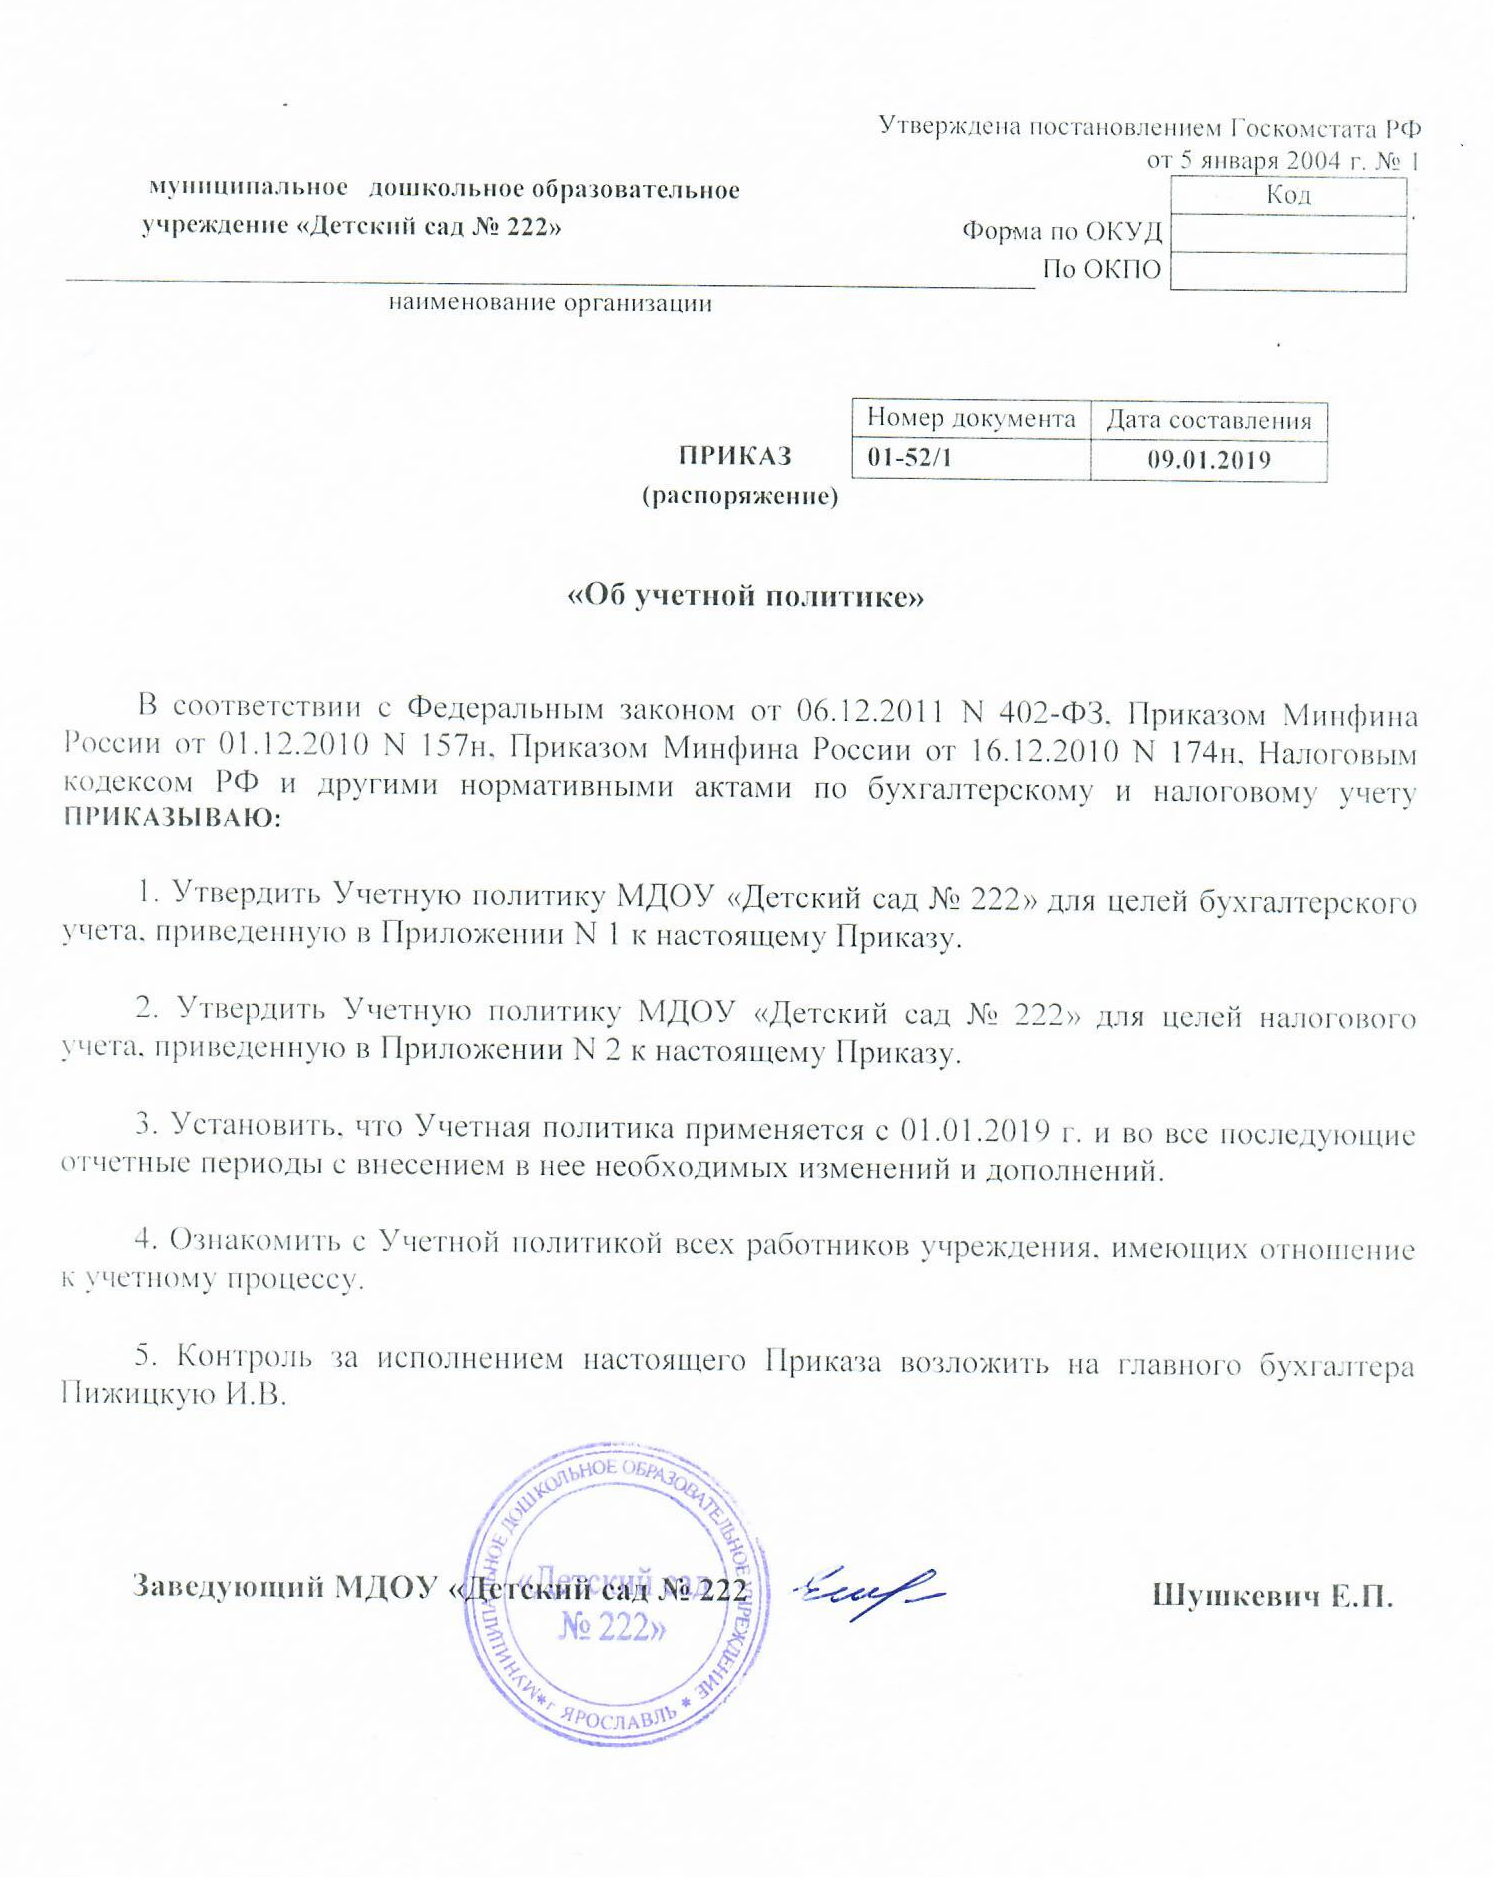 Утверждена постановлением Госкомстата РФ
от 5 января 2004 г. № 1
муниципальное дошкольное образовательное
учреждение «Детский сад № 222»
Код
Форма по ОКУД
По ОКПО
наименование организации
Номер документа Дата составления
ПРИКАЗ 01-52/1 09.01.2019
(распоряжение)
«Об учетной политике»
В соответствии с Федеральным законом от 06.12.2011 N 402-ФЗ, Приказом Минфина
России от 01.12.2010 N 157н, Приказом Минфина России от 16.12.2010 N 174н, Налоговым
кодексом РФ и другими нормативными актами по бухгалтерскому и налоговому учету
ПРИКАЗЫВАЮ:
1. Утвердить Учетную политику МДОУ «Детский сад № 222» для целей бухгалтерского
учета, приведенную в Приложении N 1 к настоящему Приказу.
2. Утвердить Учетную политику МДОУ «Детский сад № 222» для целей налогового
учета, приведенную в Приложении N 2 к настоящему Приказу.
3. Установить, что Учетная политика применяется с 01.01.2019 г. и во все последующие
отчетные периоды с внесением в нее необходимых изменений и дополнений.
4. Ознакомить с Учетной политикой всех работников учреждения, имеющих отношение
к учетному процессу.
5. Контроль за исполнением настоящего Приказа возложить на главного бухгалтера
Пижицкую И.В.
Заведующий МДОУ «Детский сад № 222 Шушкевич Е.П.
МУНИЦИПАЛЬНОЕ ДОШКОЛЬНОЕ ОБРАЗОВАТЕЛЬНОЕ УЧРЕЖДЕНИЕ * г ЯРОСЛАВЛЬ *
«Детский сад
№ 222»